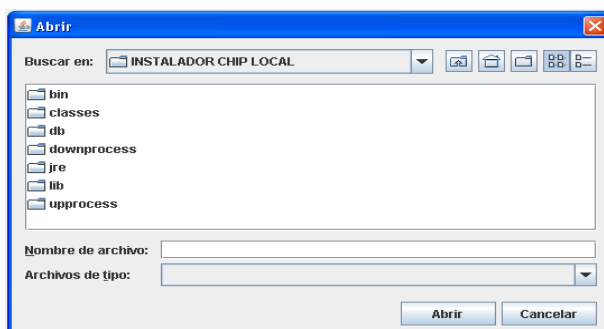 Abrir
Buscar en: INSTALADOR CHIP LOCAL
bin
classes
db
downprocess
jre
lib
upprocess
Nombre de archivo:
Archivos de tipo:
Abrir Cancelar